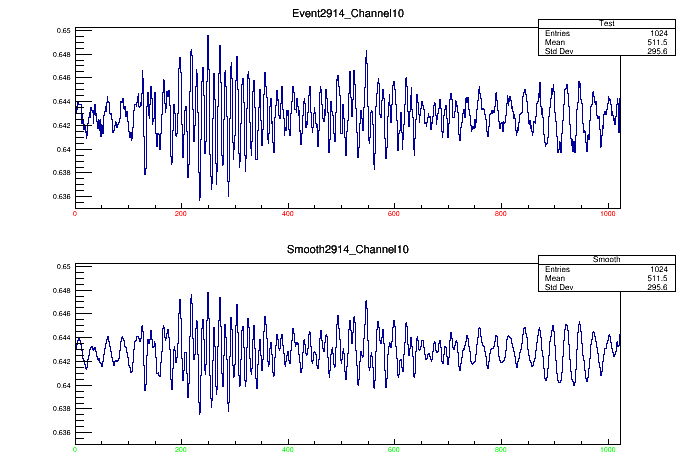 Event2914_Channel10
Test
Entries 1024
Mean 511.5
Std Dev 295.6
0.65
0.648
0.646
0.644
0.642
0.64
0.638
0.636
0 200 400 600 800 1000
Smooth2914_Channel10
Smooth
Entries 1024
Mean 511.5
Std Dev 295.6
0.65
0.648
0.646
0.644
0.642
0.64
0.638
0.636
0 200 400 600 800 1000